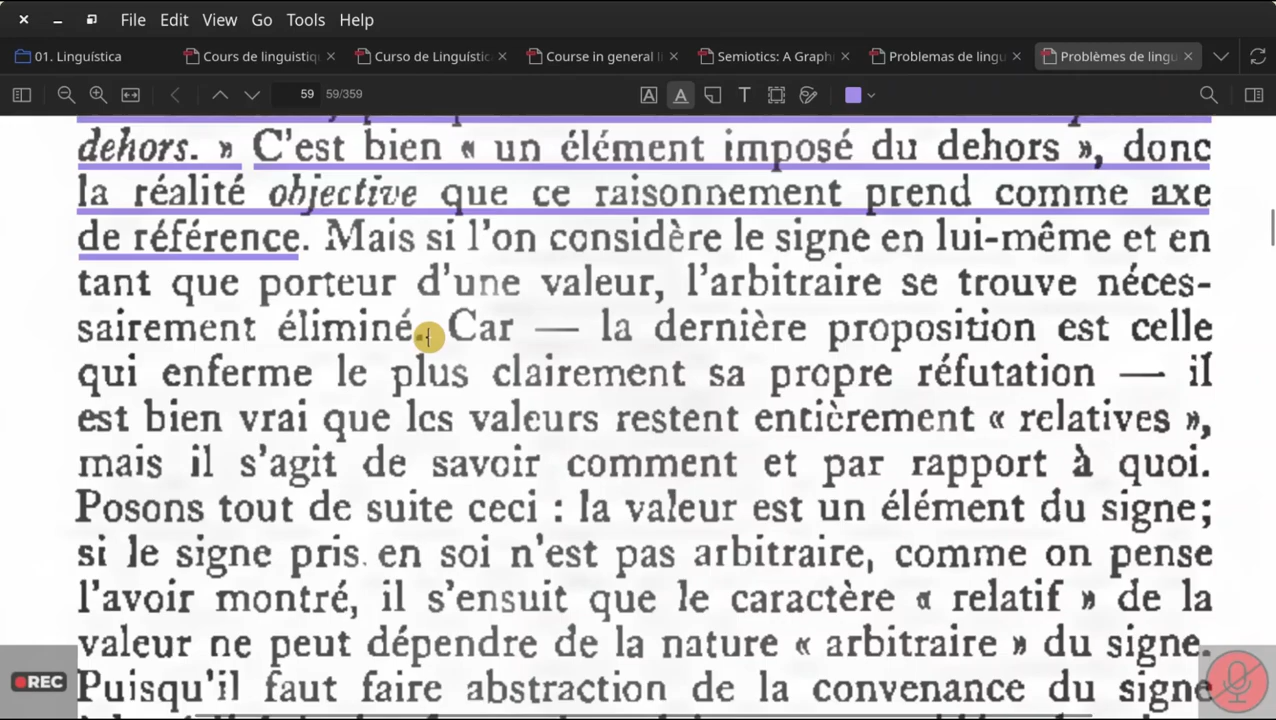 File Edit View Go Tools Help
01. Linguística Cours de linguistiq Curso de Linguístic Course in general li Semiotics: A Graph Problemas de lingu Problèmes de lingu
59 59/359
dehors. » C'est bien « un élément imposé du dehors », donc
la réalité objective que ce raisonnement prend comme axe
de référence. Mais si l'on considère le signe en lui-même et en
tant que porteur d'une valeur, l'arbitraire se trouve néces-
sairement éliminé. Car — la dernière proposition est celle
qui enferme le plus clairement sa propre réfutation — il
est bien vrai que les valeurs restent entièrement « relatives »,
mais il s'agit de savoir comment et par rapport à quoi.
Posons tout de suite ceci : la valeur est un élément du signe;
si le signe pris en soi n'est pas arbitraire, comme on pense
l'avoir montré, il s'ensuit que le caractère « relatif » de la
valeur ne peut dépendre de la nature « arbitraire » du signe.
Puisqu'il faut faire abstraction de la convenance du signe
REC